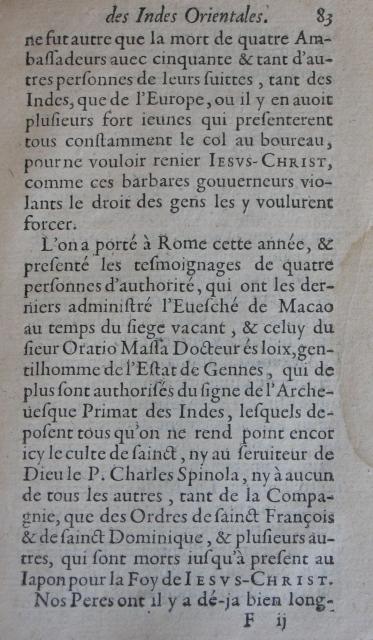 des Indes Orientales. 83
ne fut autre que la mort de quatre Am-
baſſadeurs auec cinquante & tant d'au-
tres perſonnes de leurs ſuittes, tant des
Indes, que de l'Europe, ou il y en auoit
pluſieurs fort ieunes qui preſenterent
tous conſtamment le col au boureau,
pour ne vouloir renier IESVS-CHRIST,
comme ces barbares gouuerneurs vio-
lants le droit des gens les y voulurent
forcer.
L'on a porté à Rome cette année, &
preſenté les teſmoignages de quatre
perſonnes d'authorité, qui ont les der-
niers adminiſtré l'Eueſché de Macao
au temps du ſiege vacant, & celuy du
ſieur Oratio Maſſa Docteur és loix, gen-
tilhomme de l'Eſtat de Gennes, qui de
plus ſont authoriſés du ſigne de l'Arche-
ueſque Primat des Indes, leſquels de-
poſent tous qu'on ne rend point encor
icy le culte de ſainct, ny au ſeruiteur de
Dieu le P. Charles Spinola, ny à aucun
de tous les autres, tant de la Compa-
gnie, que des Ordres de ſainct François
& de ſainct Dominique, & pluſieurs au-
tres, qui ſont morts iuſqu'à preſent au
Iapon pour la Foy de IESVS-CHRIST.
Nos Peres ont il y a dé-ja bien long-
F ij